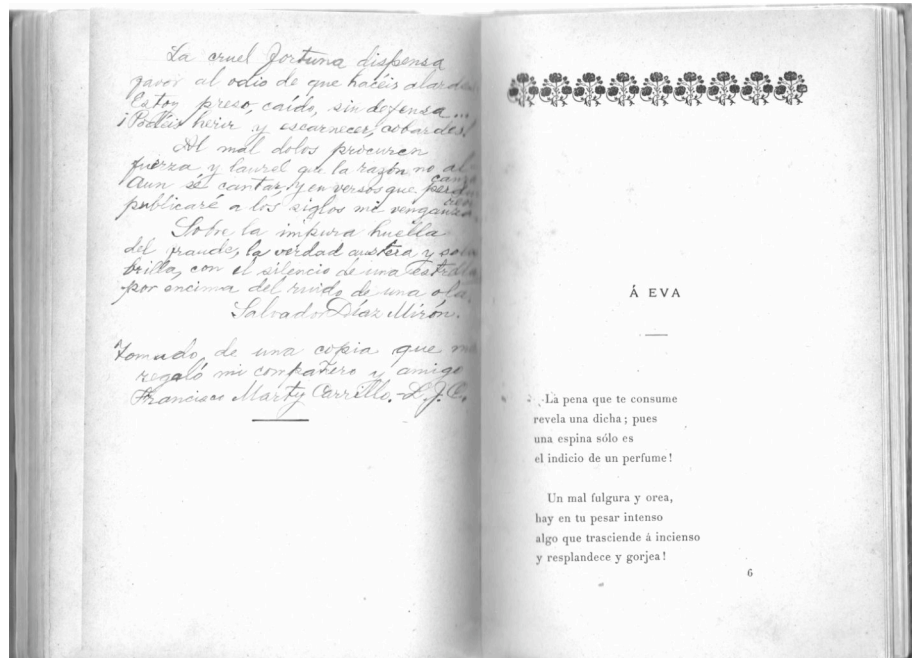 La cruel fortuna dispensa
favor al odio de que hacéis alarde.
Estoy preso, caído, sin defensa...
¡Podéis herir y escarnecer, cobardes!
Al mal dolos procuren
fuerza y laurel que la razón no al-
canza
Aun sé cantar, y en versos que perdu-
ren
publicaré a los siglos mi venganza.
Sobre la impura huella
del fraude, la verdad austera y sola
brilla, con el silencio de una estrella
por encima del ruido de una ola.
Salvador Díaz Mirón.
Tomado de una copia que me
regaló mi compañero y amigo
Francisco Marty Carrillo. L.J.C.
Á EVA
La pena que te consume
revela una dicha ; pues
una espina sólo es
el indicio de un perfume!
Un mal fulgura y orea,
hay en tu pesar intenso
algo que trasciende á incienso
y resplandece y gorjea!
6